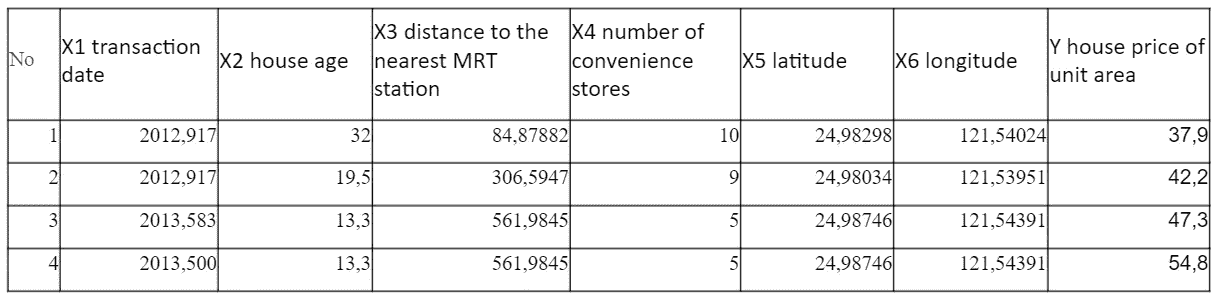 No X1 transaction date X2 house age X3 distance to the nearest MRT station X4 number of convenience stores X5 latitude X6 longitude Y house price of unit area
1 2012,917 32 84,87882 10 24,98298 121,54024 37,9
2 2012,917 19,5 306,5947 9 24,98034 121,53951 42,2
3 2013,583 13,3 561,9845 5 24,98746 121,54391 47,3
4 2013,500 13,3 561,9845 5 24,98746 121,54391 54,8